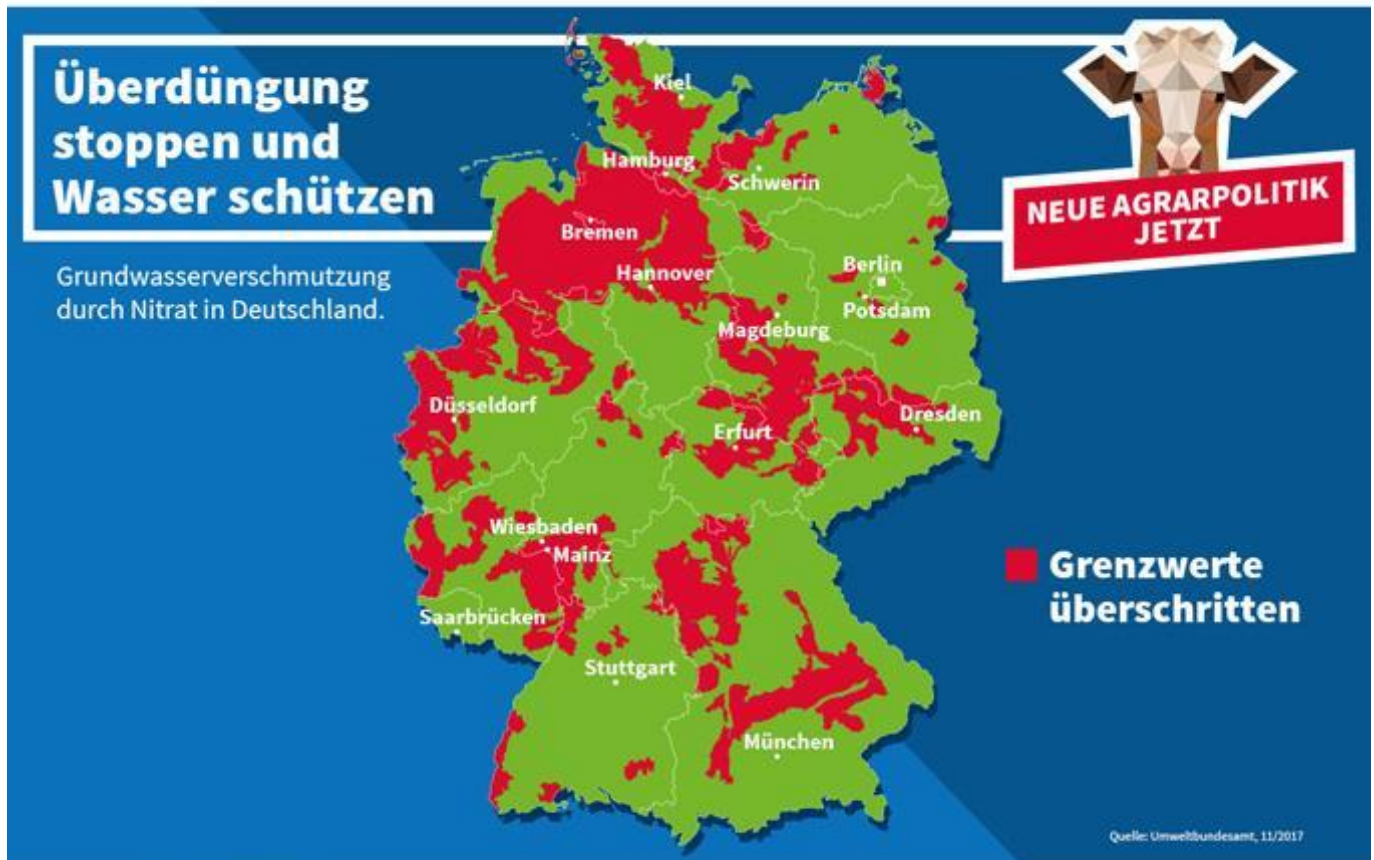 Überdüngung
stoppen und
Wasser schützen
Grundwasserverschmutzung
durch Nitrat in Deutschland.
NEUE AGRARPOLITIK
JETZT
Kiel
Hamburg
Schwerin
Bremen
Hannover
Berlin
Potsdam
Magdeburg
Düsseldorf
Erfurt
Dresden
Wiesbaden
Mainz
Saarbrücken
Stuttgart
München
Grenzwerte
überschritten
Quelle: Umweltbundesamt, 11/2017